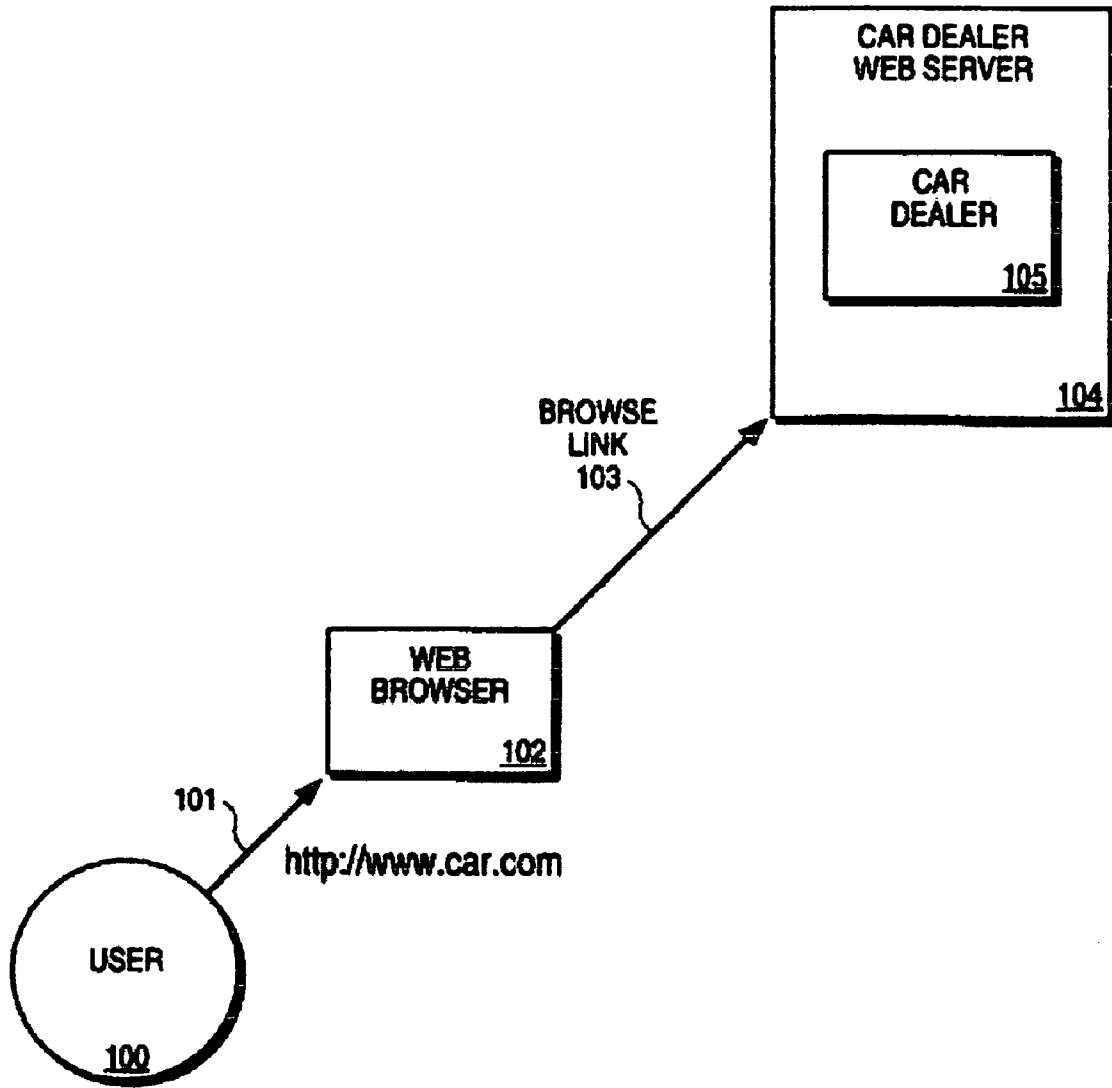 CAR DEALER
WEB SERVER
CAR
DEALER
105
104
BROWSE
LINK
103
WEB
BROWSER
102
101
http://www.car.com
USER
100